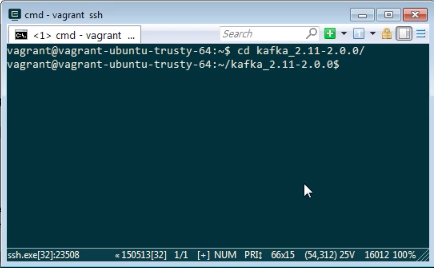 cmd - vagrant ssh
<1> cmd - vagrant ...
Search
vagrant@vagrant-ubuntu-trusty-64:~$ cd kafka_2.11-2.0.0/
vagrant@vagrant-ubuntu-trusty-64:~/kafka_2.11-2.0.0$
ssh.exe[32]:23508 « 150513[32] 1/1 [+] NUM PRI↕ 66x15 (54,312) 25V 16012 100%